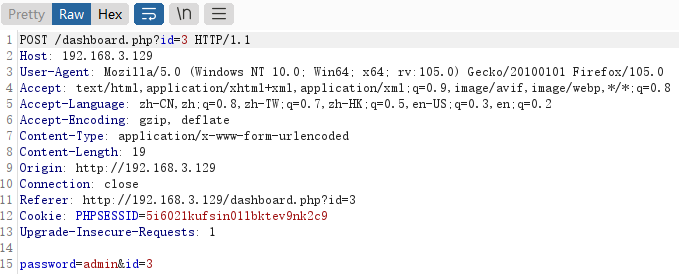 Pretty Raw Hex \n
1 POST /dashboard.php?id=3 HTTP/1.1
2 Host: 192.168.3.129
3 User-Agent: Mozilla/5.0 (Windows NT 10.0; Win64; x64; rv:105.0) Gecko/20100101 Firefox/105.0
4 Accept: text/html,application/xhtml+xml,application/xml;q=0.9,image/avif,image/webp,*/*;q=0.8
5 Accept-Language: zh-CN,zh;q=0.8,zh-TW;q=0.7,zh-HK;q=0.5,en-US;q=0.3,en;q=0.2
6 Accept-Encoding: gzip, deflate
7 Content-Type: application/x-www-form-urlencoded
8 Content-Length: 19
9 Origin: http://192.168.3.129
10 Connection: close
11 Referer: http://192.168.3.129/dashboard.php?id=3
12 Cookie: PHPSESSID=5i6021kufsin011bktev9nk2c9
13 Upgrade-Insecure-Requests: 1
14
15 password=admin&id=3